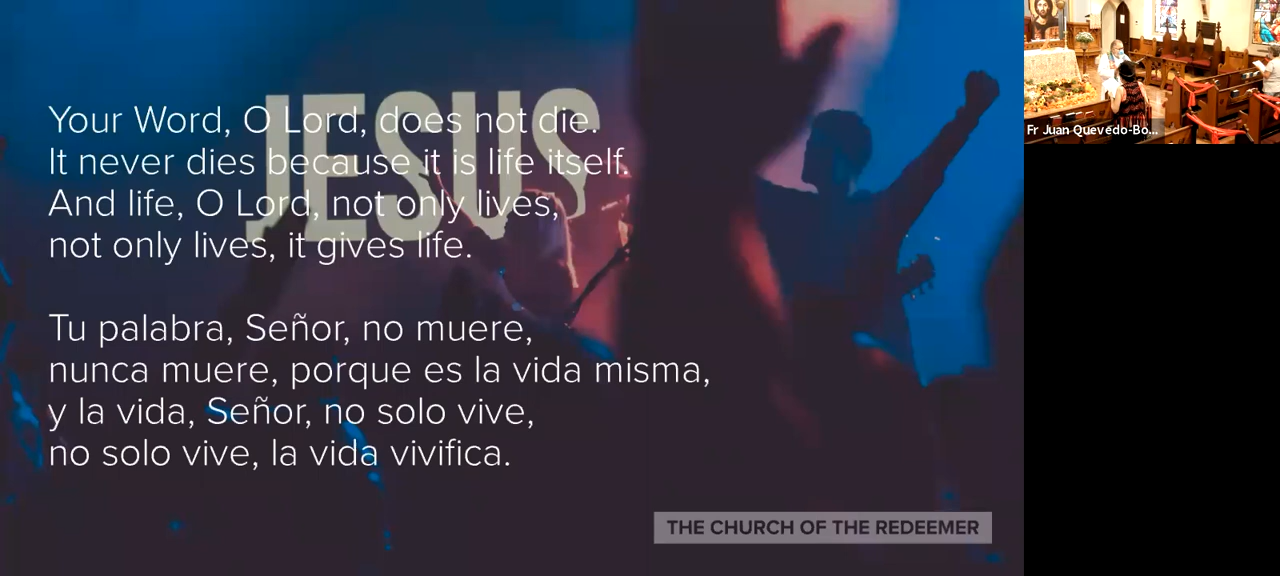 JESUS
Your Word, O Lord, does not die.
It never dies because it is life itself.
And life, O Lord, not only lives,
not only lives, it gives life.
Tu palabra, Señor, no muere,
nunca muere, porque es la vida misma,
y la vida, Señor, no solo vive,
no solo vive, la vida vivifica.
THE CHURCH OF THE REDEEMER
Fr Juan Quevedo-Bo...